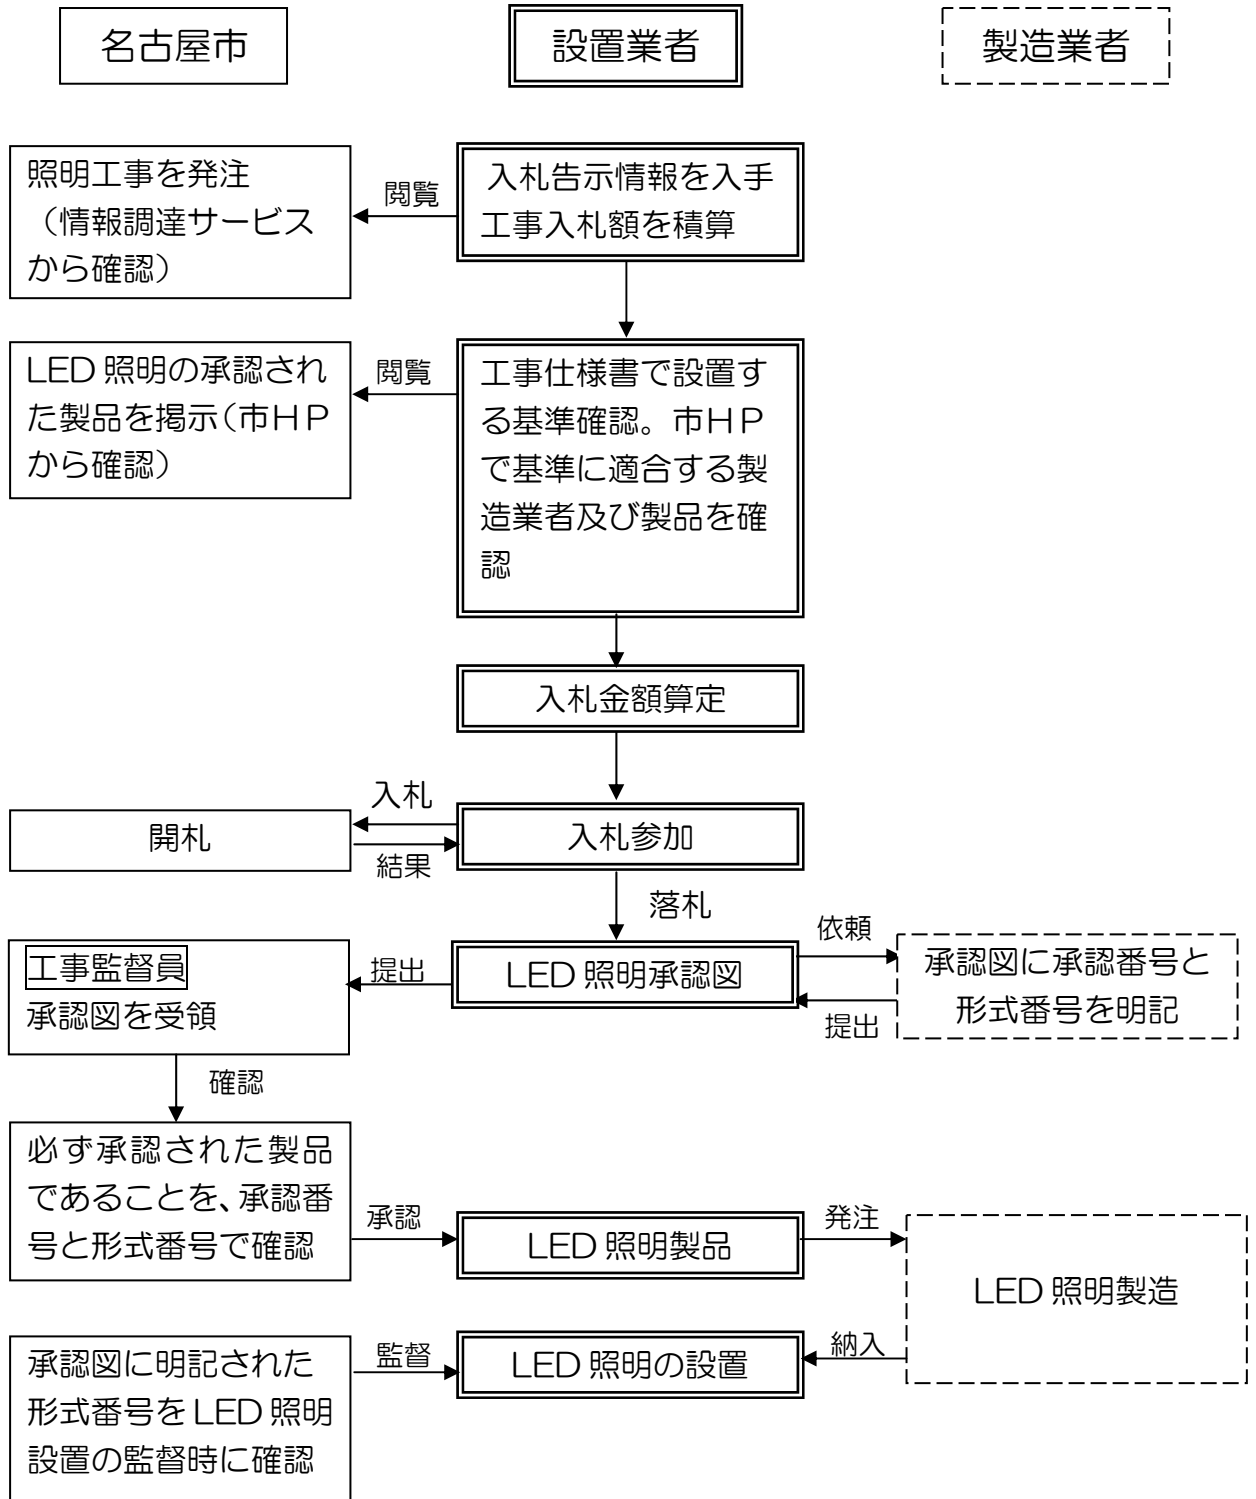 名古屋市
設置業者
製造業者
照明工事を発注
（情報調達サービス
から確認）
閲覧
入札告示情報を入手
工事入札額を積算
LED 照明の承認され
た製品を掲示（市ＨＰ
から確認）
閲覧
工事仕様書で設置す
る基準確認。市ＨＰ
で基準に適合する製
造業者及び製品を確
認
入札金額算定
開札
入札
結果
入札参加
落札
工事監督員
承認図を受領
提出
LED 照明承認図
依頼
提出
承認図に承認番号と
形式番号を明記
確認
必ず承認された製品
であることを、承認番
号と形式番号で確認
承認
LED 照明製品
発注
LED 照明製造
承認図に明記された
形式番号を LED 照明
設置の監督時に確認
監督
LED 照明の設置
納入